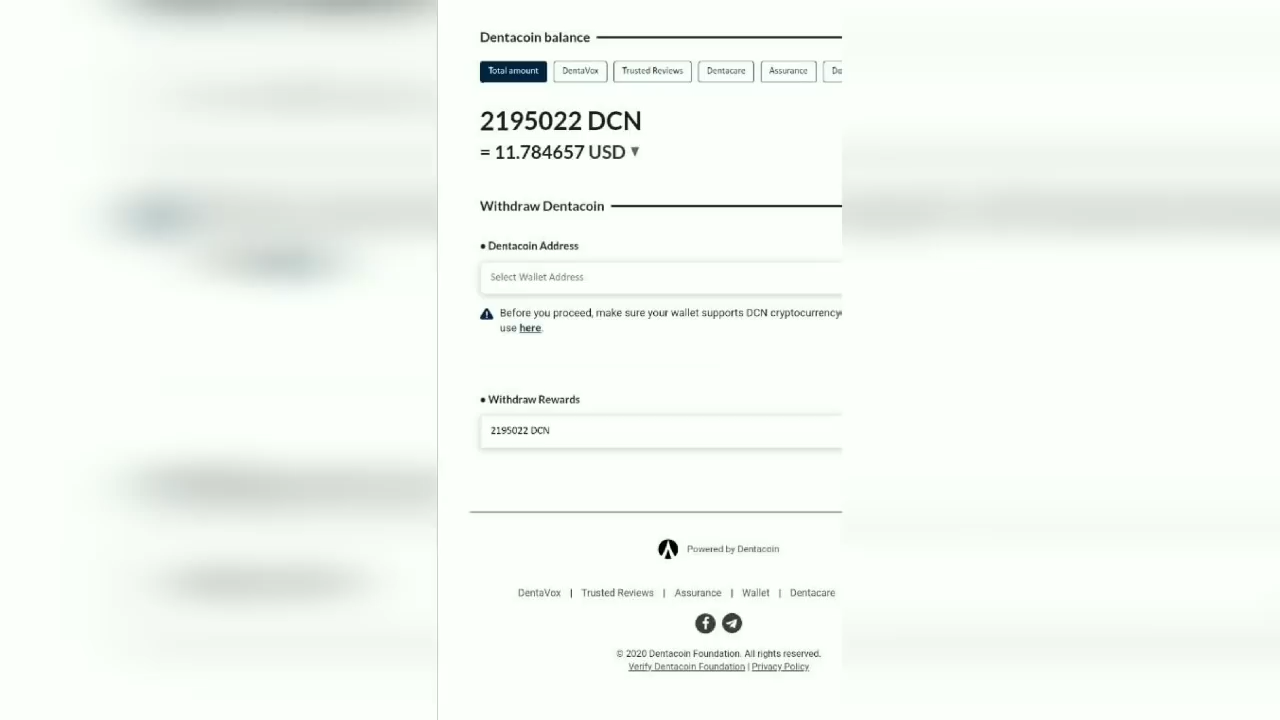 Dentacoin balance
Total amount DentaVox Trusted Reviews Dentacare Assurance
2195022 DCN
= 11.784657 USD ▼
Withdraw Dentacoin
• Dentacoin Address
Select Wallet Address
Before you proceed, make sure your wallet supports DCN cryptocurrency
use here.
• Withdraw Rewards
2195022 DCN
Powered by Dentacoin
DentaVox | Trusted Reviews | Assurance | Wallet | Dentacare
© 2020 Dentacoin Foundation. All rights reserved.
Verify Dentacoin Foundation | Privacy Policy